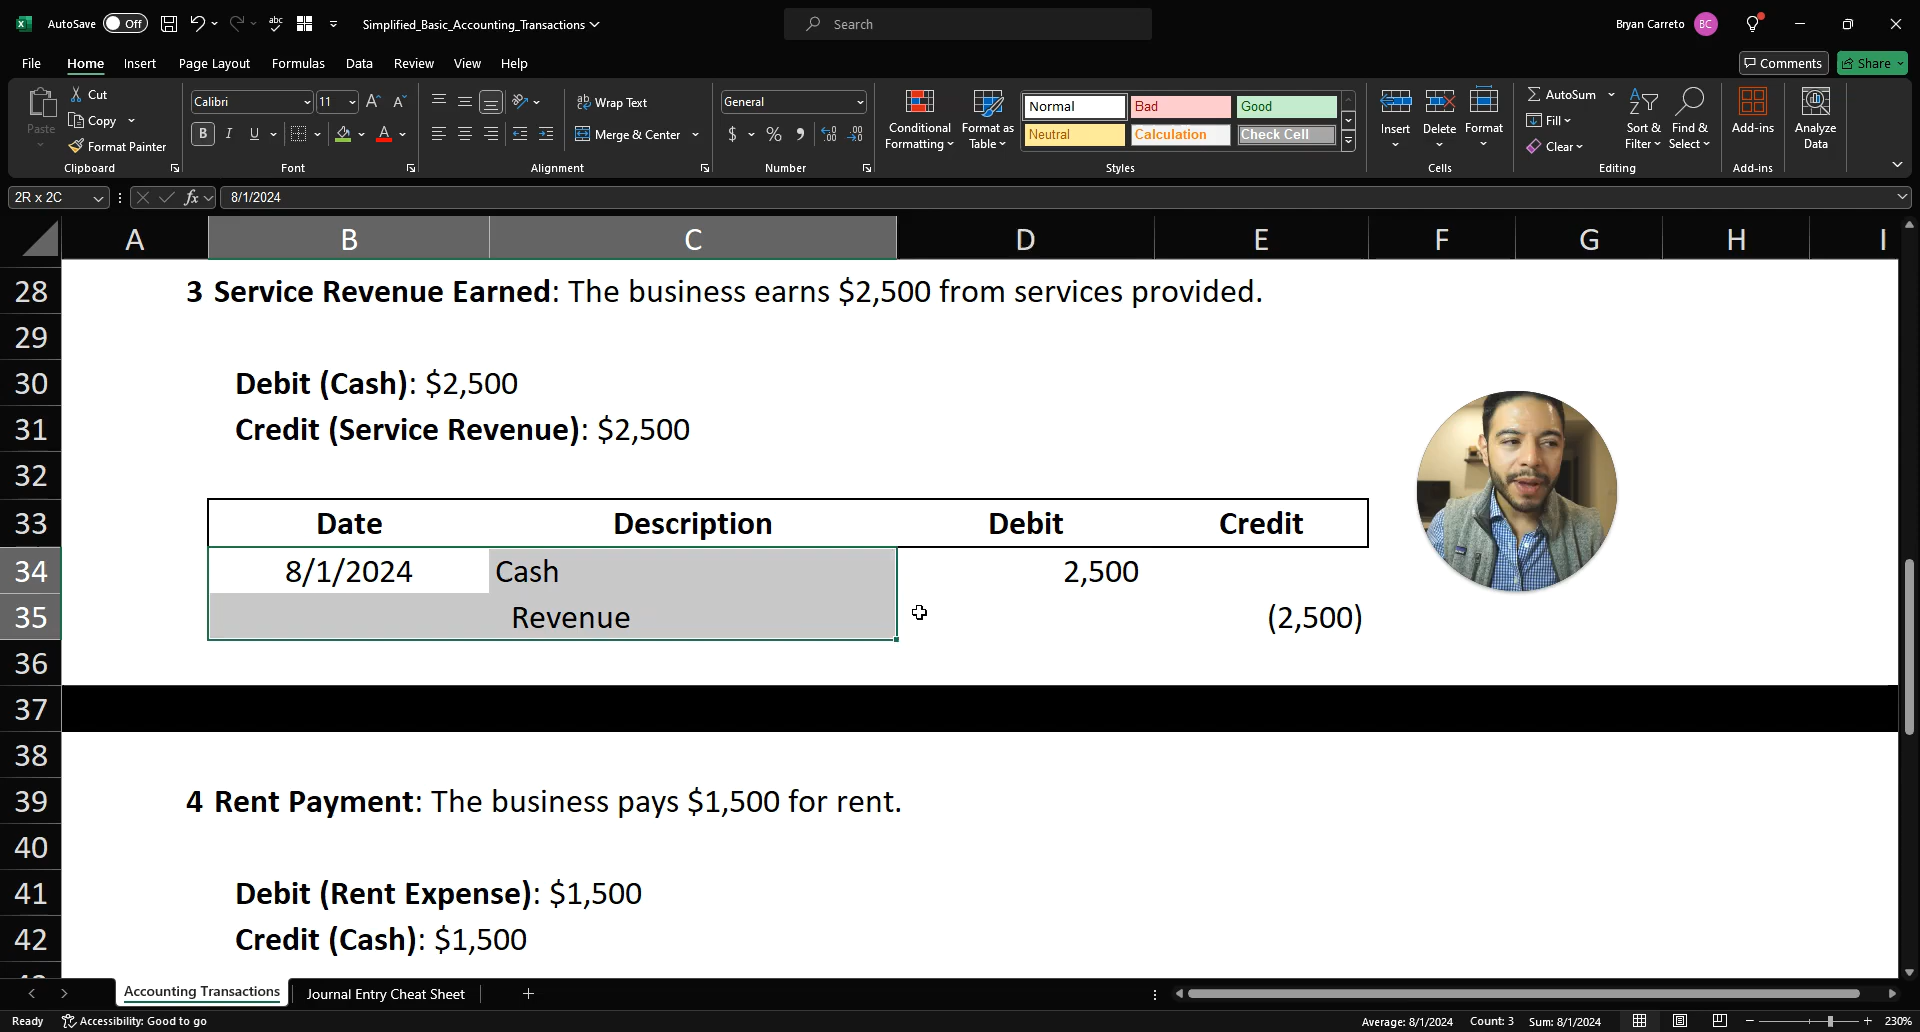 AutoSave Off abc Simplified_Basic_Accounting_Transactions Search Bryan Carreto BC
File Home Insert Page Layout Formulas Data Review View Help Comments Share
Paste Cut Copy Format Painter Clipboard
Calibri 11 A A B I U A Font
ab Wrap Text Merge & Center Alignment
General $ % Number
Conditional Formatting Format as Table Normal Bad Good Neutral Calculation Check Cell Styles
Insert Delete Format Cells
AutoSum Fill Clear Sort & Filter Find & Select Editing
Add-ins Add-ins Analyze Data
2R x 2C fx 8/1/2024
A B C D E F G H I
28 3 Service Revenue Earned: The business earns $2,500 from services provided.
29
30 Debit (Cash): $2,500
31 Credit (Service Revenue): $2,500
32
33 Date Description Debit Credit
34 8/1/2024 Cash 2,500
35 Revenue (2,500)
36
37
38
39 4 Rent Payment: The business pays $1,500 for rent.
40
41 Debit (Rent Expense): $1,500
42 Credit (Cash): $1,500
Accounting Transactions Journal Entry Cheat Sheet
Ready Accessibility: Good to go Average: 8/1/2024 Count: 3 Sum: 8/1/2024 230%